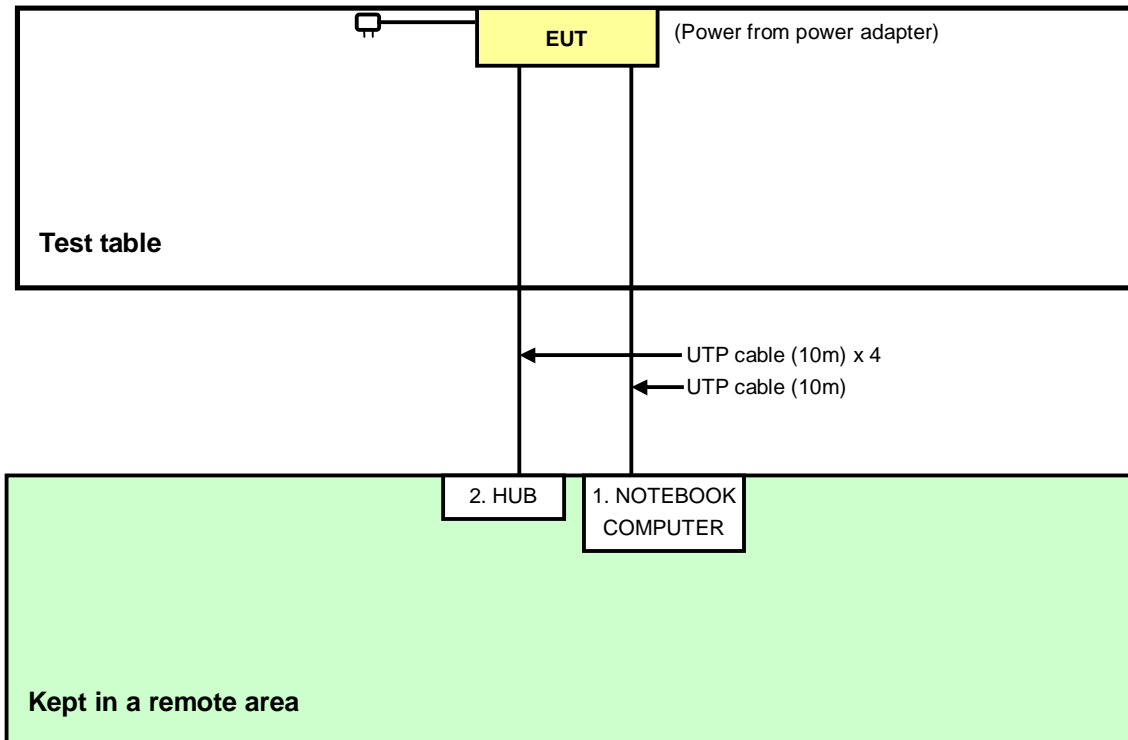 EUT
(Power from power adapter)
Test table
UTP cable (10m) x 4
UTP cable (10m)
2. HUB
1. NOTEBOOK
COMPUTER
Kept in a remote area